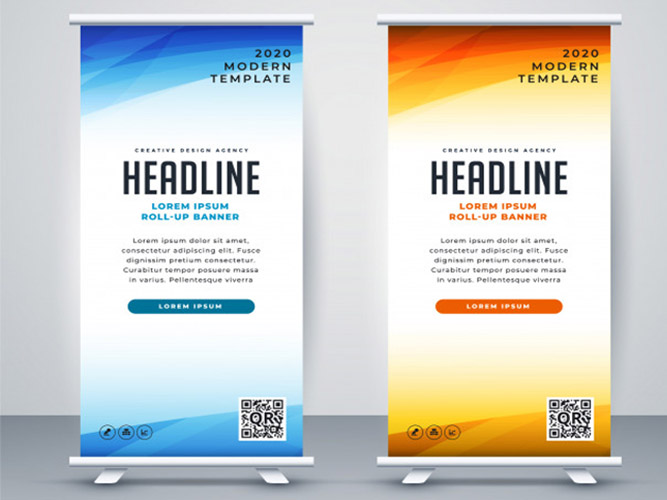 2020
MODERN
TEMPLATE
CREATIVE DESIGN AGENCY
HEADLINE
LOREM IPSUM
ROLL-UP BANNER
Lorem ipsum dolor sit amet,
consectetur adipiscing elit. Fusce
dignissim pretium consectetur.
Curabitur tempor posuere massa
in varius. Pellentesque viverra
LOREM IPSUM
QR
2020
MODERN
TEMPLATE
CREATIVE DESIGN AGENCY
HEADLINE
LOREM IPSUM
ROLL-UP BANNER
Lorem ipsum dolor sit amet,
consectetur adipiscing elit. Fusce
dignissim pretium consectetur.
Curabitur tempor posuere massa
in varius. Pellentesque viverra
LOREM IPSUM
QR